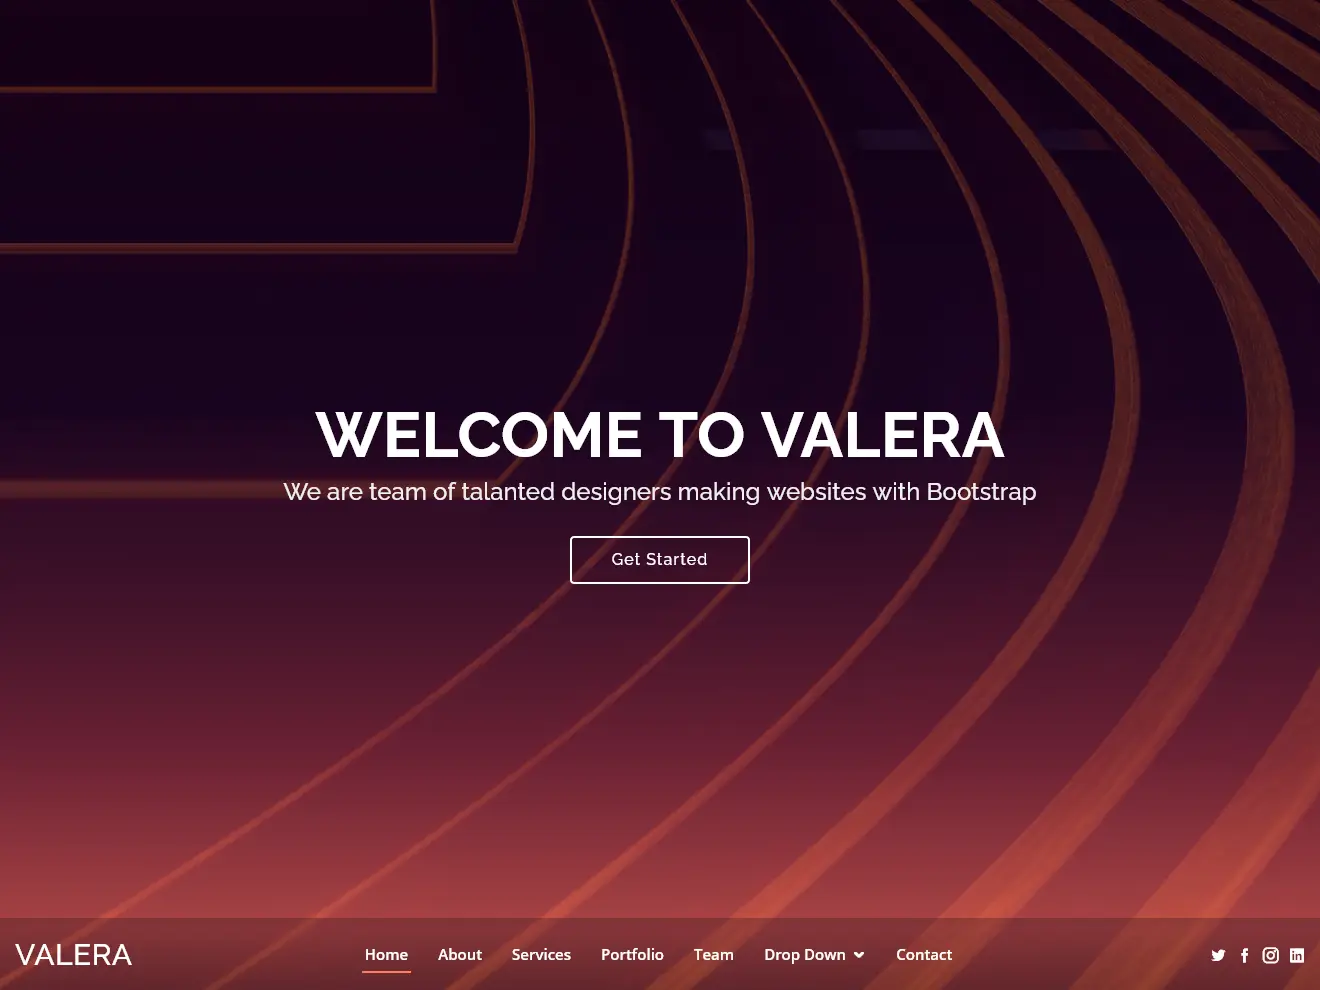 WELCOME TO VALERA
We are team of talanted designers making websites with Bootstrap
Get Started
VALERA
Home About Services Portfolio Team Drop Down Contact